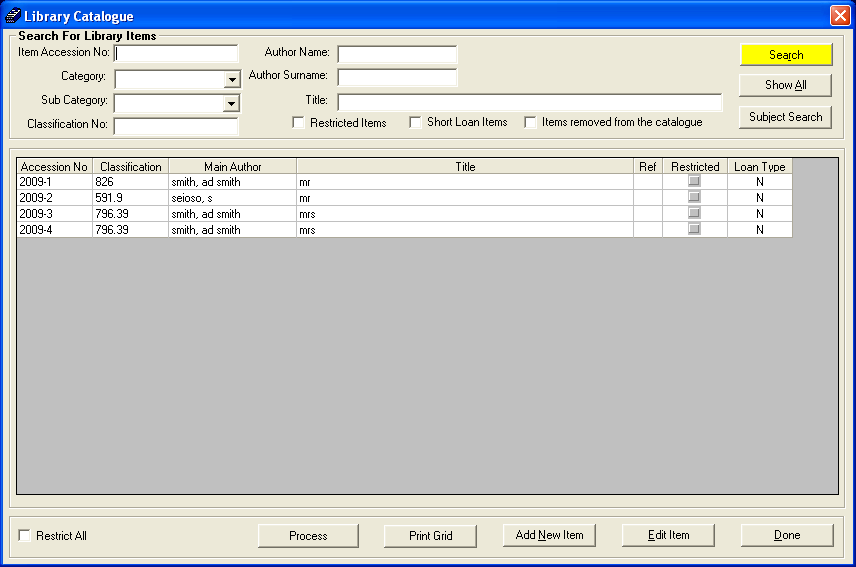 Library Catalogue
Search For Library Items
Item Accession No: Author Name: Search
Category: Author Surname: Show All
Sub Category: Title:
Classification No: Restricted Items Short Loan Items Items removed from the catalogue Subject Search
Accession No Classification Main Author Title Ref Restricted Loan Type
2009-1 826 smith, ad smith mr N
2009-2 591.9 seioso, s mr N
2009-3 796.39 smith, ad smith mrs N
2009-4 796.39 smith, ad smith mrs N
Restrict All Process Print Grid Add New Item Edit Item Done